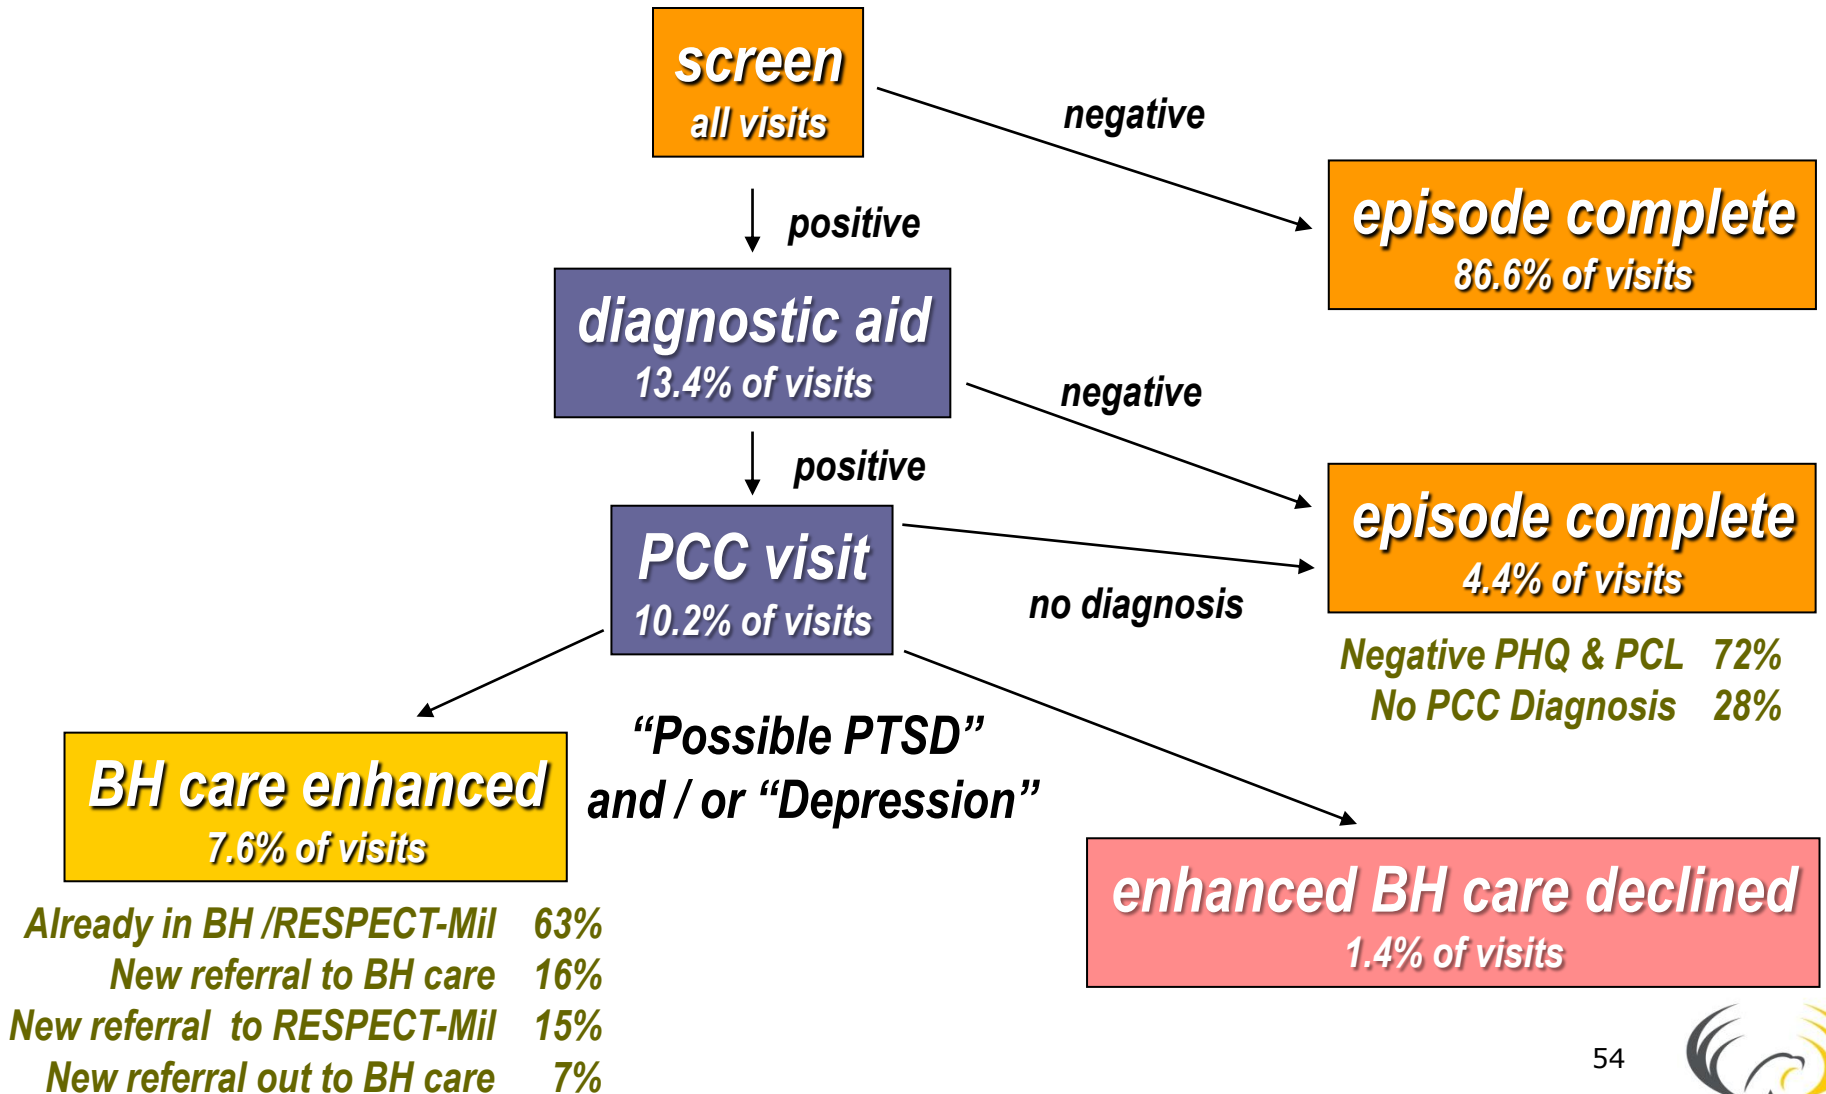 screen
all visits
negative
episode complete
86.6% of visits
positive
diagnostic aid
13.4% of visits
negative
positive
episode complete
4.4% of visits
PCC visit
10.2% of visits
no diagnosis
Negative PHQ & PCL 72%
No PCC Diagnosis 28%
“Possible PTSD”
and / or “Depression”
BH care enhanced
7.6% of visits
enhanced BH care declined
1.4% of visits
Already in BH /RESPECT-Mil 63%
New referral to BH care 16%
New referral to RESPECT-Mil 15%
New referral out to BH care 7%
54